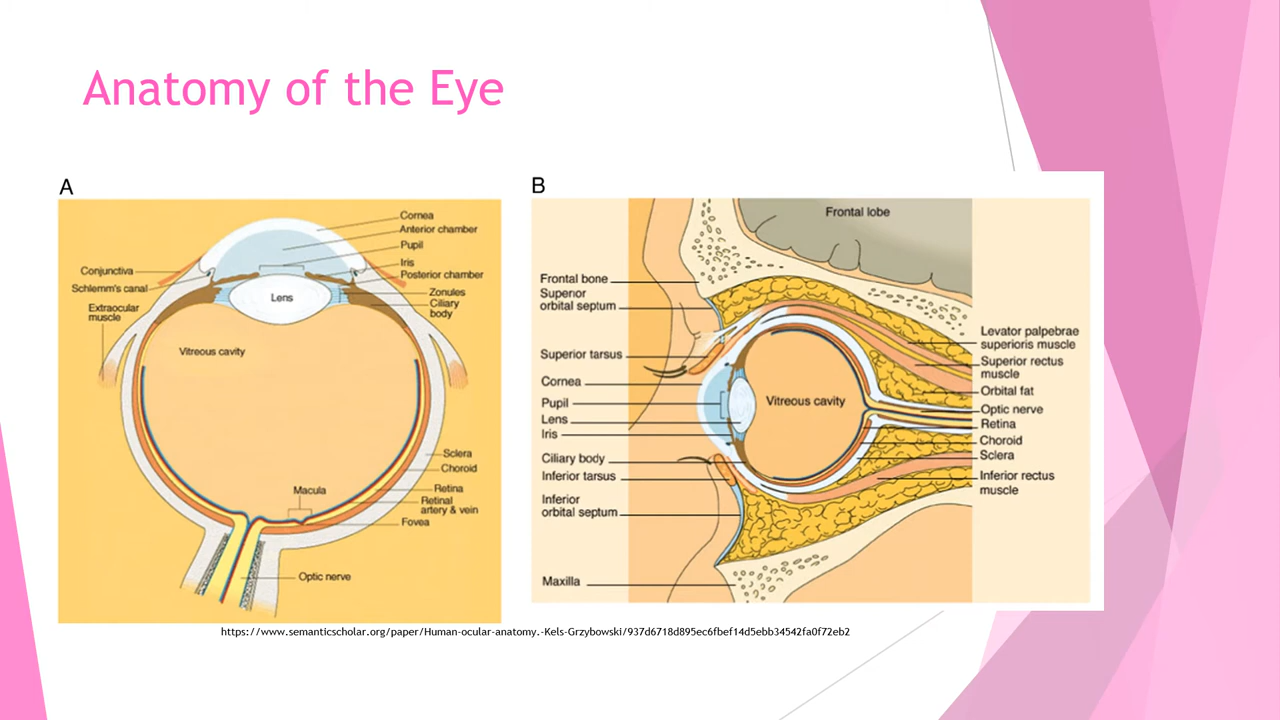 Anatomy of the Eye
A
Cornea
Anterior chamber
Pupil
Iris
Posterior chamber
Zonules
Ciliary
body
Conjunctiva
Schlemm's canal
Extraocular
muscle
Lens
Vitreous cavity
Sclera
Choroid
Retina
Retinal
artery & vein
Fovea
Macula
Optic nerve
B
Frontal lobe
Frontal bone
Superior
orbital septum
Superior tarsus
Cornea
Pupil
Lens
Iris
Ciliary body
Inferior tarsus
Inferior
orbital septum
Maxilla
Vitreous cavity
Levator palpebrae
superioris muscle
Superior rectus
muscle
Orbital fat
Optic nerve
Retina
Choroid
Sclera
Inferior rectus
muscle
https://www.semanticscholar.org/paper/Human-ocular-anatomy.-Kels-Grzybowski/937d6718d895ec6fbef14d5ebb34542fa0f72eb2